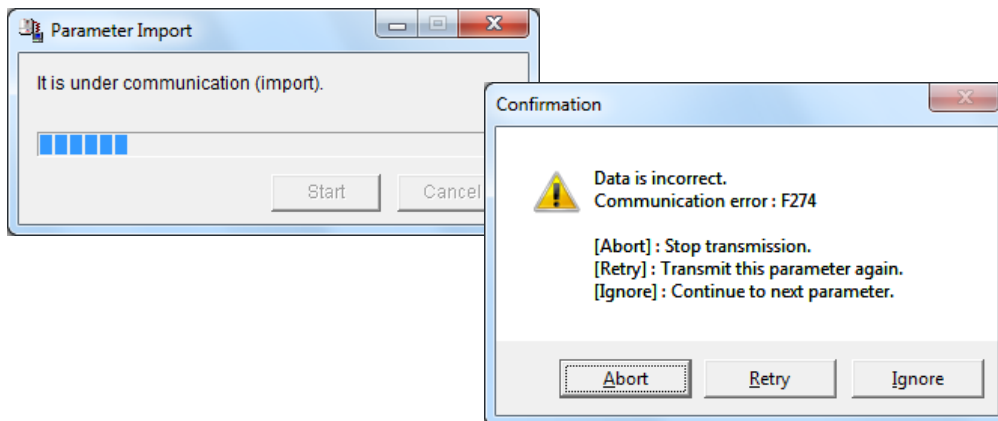 Parameter Import
It is under communication (import).
Start
Cancel
Confirmation
Data is incorrect.
Communication error : F274
[Abort] : Stop transmission.
[Retry] : Transmit this parameter again.
[Ignore] : Continue to next parameter.
Abort
Retry
Ignore